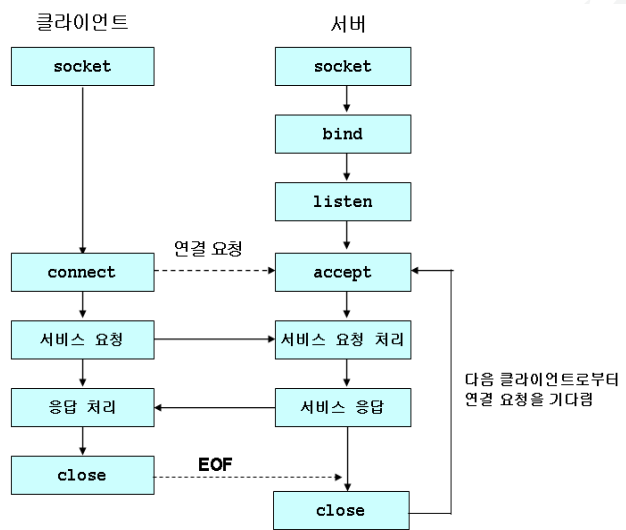 클라이언트
서버
socket
socket
bind
listen
연결 요청
connect
accept
서비스 요청
서비스 요청 처리
다음 클라이언트로부터
연결 요청을 기다림
응답 처리
서비스 응답
EOF
close
close